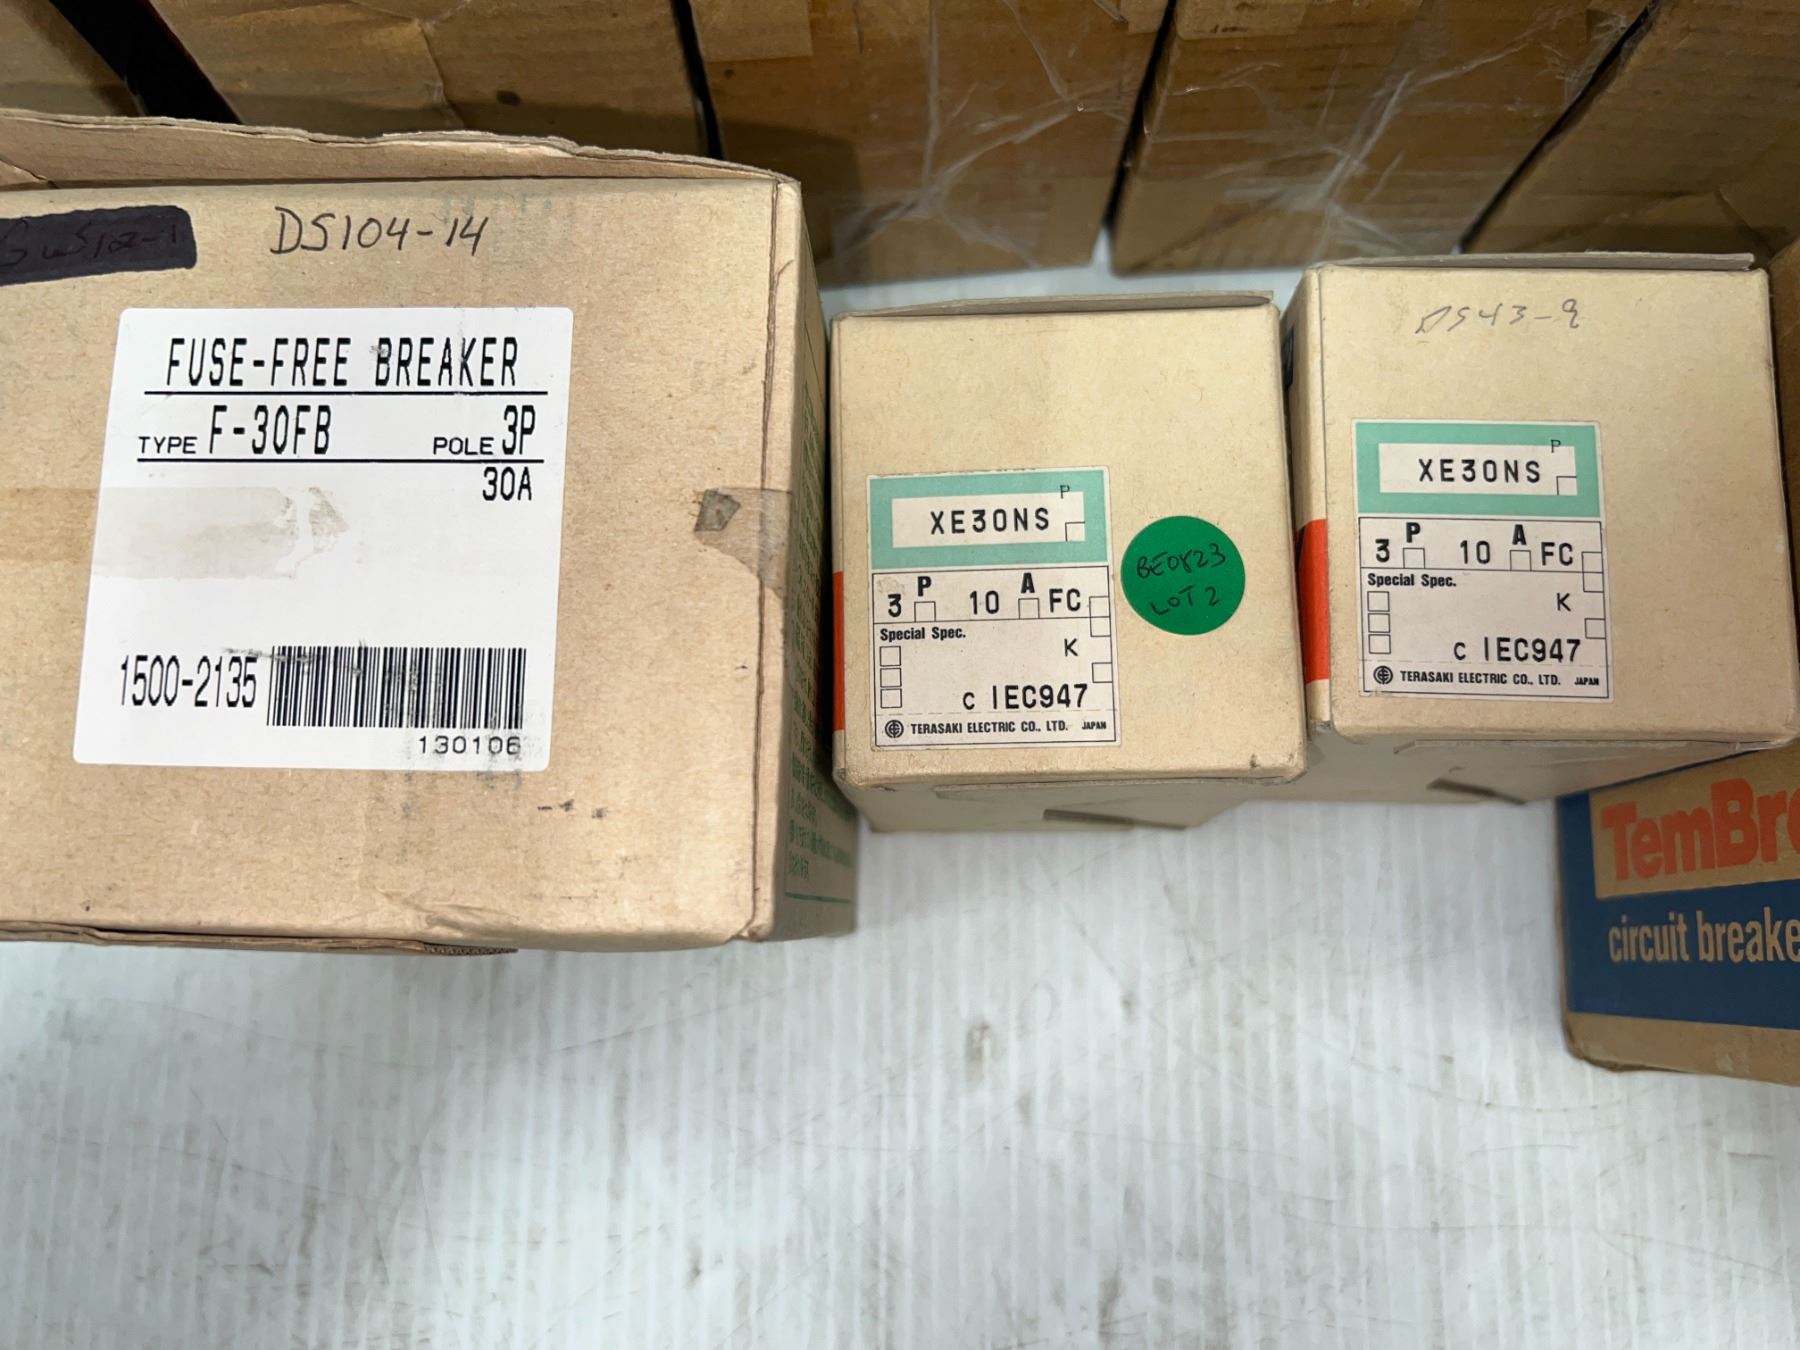 DS104-14
FUSE-FREE BREAKER
TYPE F-30FB POLE 3P
30A
1500-2135
130106
P
XE30NS
3 P 10 A FC
Special Spec.
K
c IEC947
TERASAKI ELECTRIC CO., LTD. JAPAN
BE0823
LOT 2
DS43-9
P
XE30NS
3 P 10 A FC
Special Spec.
K
c IEC947
TERASAKI ELECTRIC CO., LTD. JAPAN
TemBre
circuit breake